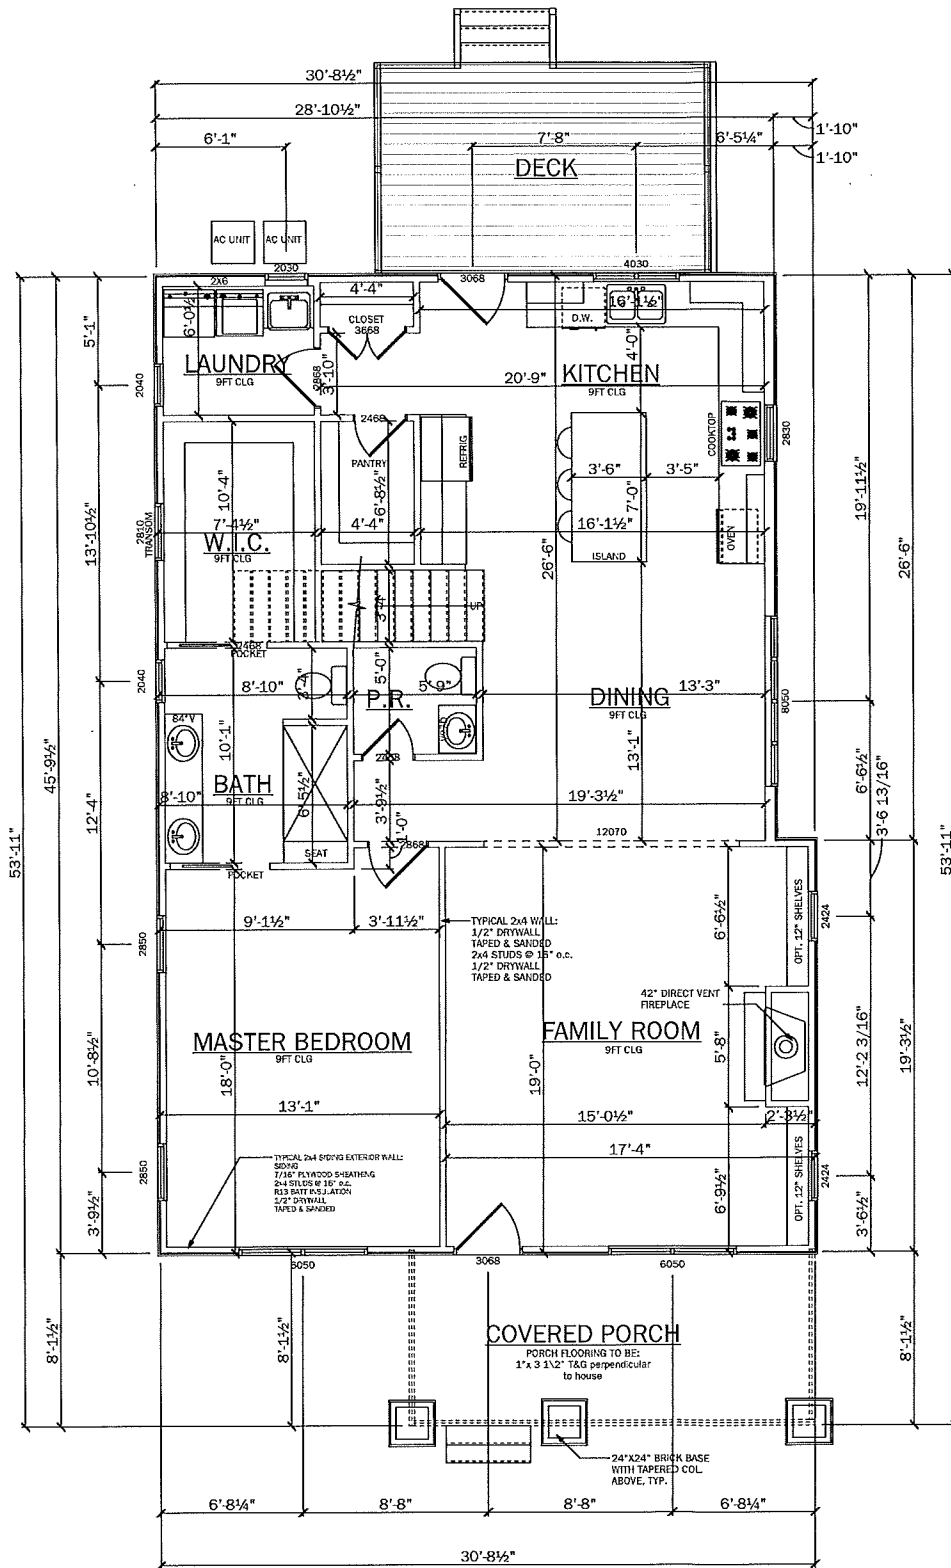 30'-8½"
28'-10½"
6'-1"
7'-8"
6'-5¼"
1'-10"
1'-10"
DECK
AC UNIT
AC UNIT
2030
3068
4030
2X6
4'-4"
16'-1½"
D.W.
6'-0½"
CLOSET
3668
5'-1"
LAUNDRY
9FT CLG
2868
3'-10"
4'-0"
KITCHEN
9FT CLG
20'-9"
2040
2468
COOKTOP
2830
REFRIG
PANTRY
6'-8½"
10'-4"
3'-6"
3'-5"
7'-0"
19'-11½"
13'-10½"
2810
TRANSOM
7'-4½"
4'-4"
16'-1½"
W.I.C.
9FT CLG
OVEN
ISLAND
26'-6"
26'-6"
UP
3'-4"
2468
POCKET
2040
8'-10"
3'-4"
5'-0"
P.R.
5'-9"
DINING
9FT CLG
13'-3"
8050
84"V
10'-1"
2468
13'-1"
BATH
9FT CLG
6'-5½"
3'-9½"
6'-6½"
3'-6 13/16"
45'-9½"
12'-4"
8'-10"
19'-3½"
1'-0"
12070
53'-11"
53'-11"
SEAT
2868
POCKET
9'-1½"
3'-11½"
TYPICAL 2x4 WALL:
1/2" DRYWALL
TAPED & SANDED
2x4 STUDS @ 16" o.c.
1/2" DRYWALL
TAPED & SANDED
6'-6½"
OPT. 12" SHELVES
2424
2850
42" DIRECT VENT
FIREPLACE
MASTER BEDROOM
9FT CLG
FAMILY ROOM
9FT CLG
10'-8½"
18'-0"
19'-0"
5'-8"
12'-2 3/16"
19'-3½"
13'-1"
15'-0½"
2'-3½"
17'-4"
TYPICAL 2x4 SIDING EXTERIOR WALL:
SIDING
7/16" PLYWOOD SHEATHING
2x4 STUDS @ 16" o.c.
R13 BATT INSULATION
1/2" DRYWALL
TAPED & SANDED
2850
3'-9½"
6'-9½"
OPT. 12" SHELVES
2424
3'-6½"
6050
3068
6050
8'-1½"
8'-1½"
8'-1½"
COVERED PORCH
PORCH FLOORING TO BE:
1"x 3 1\2" T&G perpendicular
to house
24"X24" BRICK BASE
WITH TAPERED COL.
ABOVE, TYP.
6'-8¼"
8'-8"
8'-8"
6'-8¼"
30'-8½"